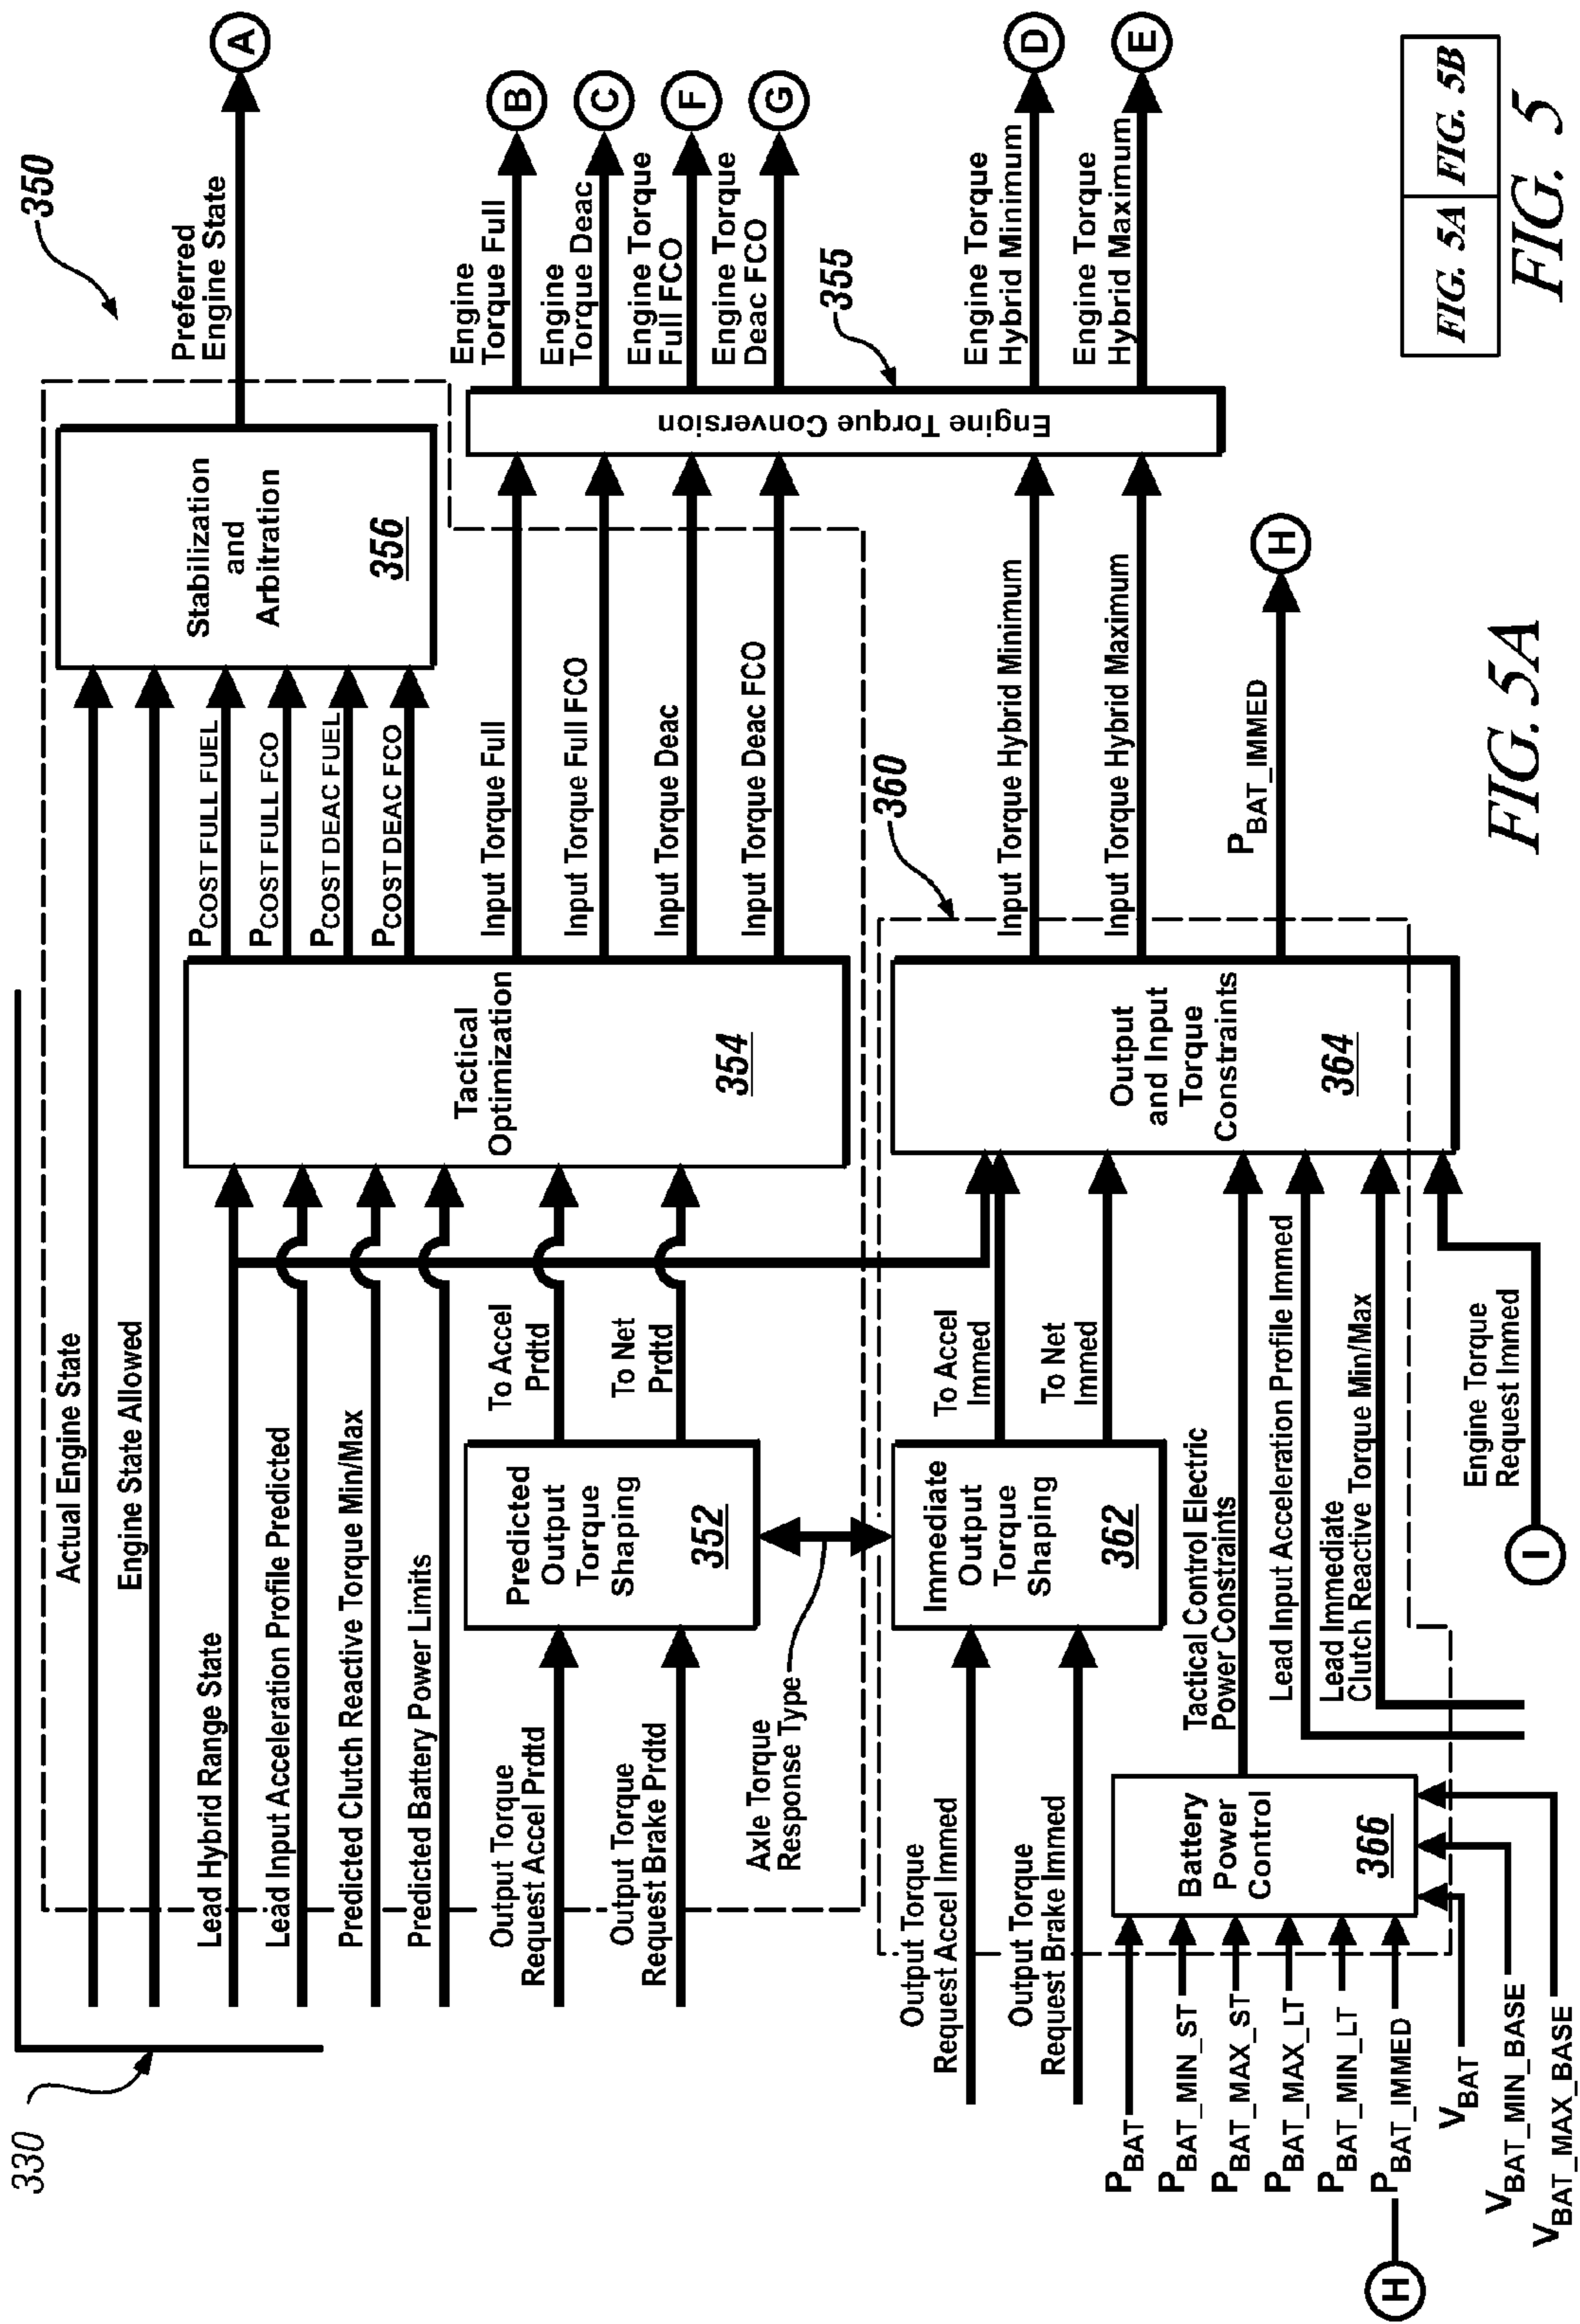 330
350
Actual Engine State
Engine State Allowed
Lead Hybrid Range State
Lead Input Acceleration Profile Predicted
Predicted Clutch Reactive Torque Min/Max
Predicted Battery Power Limits
Output Torque
Request Accel Prdtd
Output Torque
Request Brake Prdtd
Predicted
Output
Torque
Shaping
352
Axle Torque
Response Type
To Accel
Prdtd
To Net
Prdtd
Tactical
Optimization
354
PCOST FULL FUEL
PCOST FULL FCO
PCOST DEAC FUEL
PCOST DEAC FCO
Stabilization
and
Arbitration
356
Preferred
Engine State
A
Input Torque Full
Input Torque Full FCO
Input Torque Deac
Input Torque Deac FCO
Engine Torque Conversion
355
Engine
Torque Full
B
Engine
Torque Deac
C
Engine Torque
Full FCO
F
Engine Torque
Deac FCO
G
Engine Torque
Hybrid Minimum
D
Engine Torque
Hybrid Maximum
E
360
Output Torque
Request Accel Immed
Output Torque
Request Brake Immed
Immediate
Output
Torque
Shaping
362
To Accel
Immed
To Net
Immed
Output
and Input
Torque
Constraints
364
Input Torque Hybrid Minimum
Input Torque Hybrid Maximum
PBAT_IMMED
H
PBAT
PBAT_MIN_ST
PBAT_MAX_ST
PBAT_MAX_LT
PBAT_MIN_LT
H
PBAT_IMMED
VBAT
VBAT_MIN_BASE
VBAT_MAX_BASE
Battery
Power
Control
366
Tactical Control Electric
Power Constraints
Lead Input Acceleration Profile Immed
Lead Immediate
Clutch Reactive Torque Min/Max
Engine Torque
Request Immed
I
FIG. 5A
FIG. 5A
FIG. 5B
FIG. 5